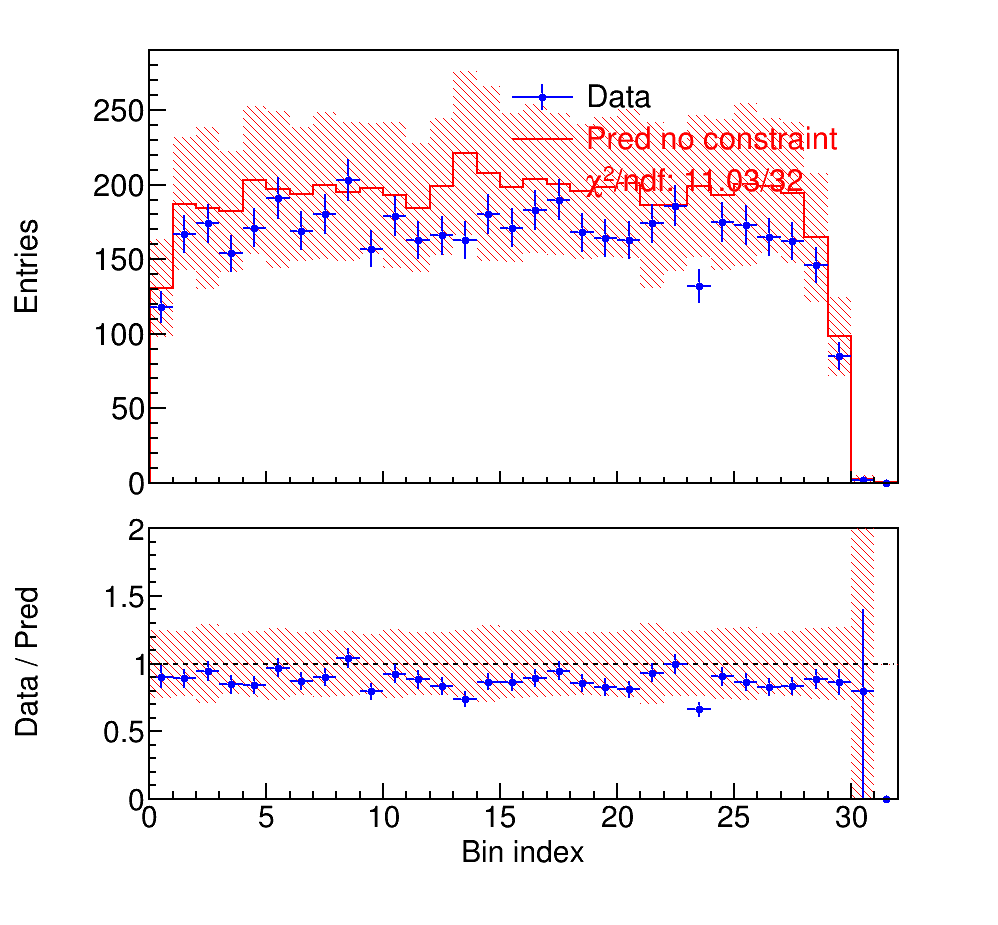 Entries
250
200
150
100
50
0
Data
Pred no constraint
χ²/ndf: 11.03/32
Data / Pred
2
1.5
1
0.5
0
0 5 10 15 20 25 30
Bin index